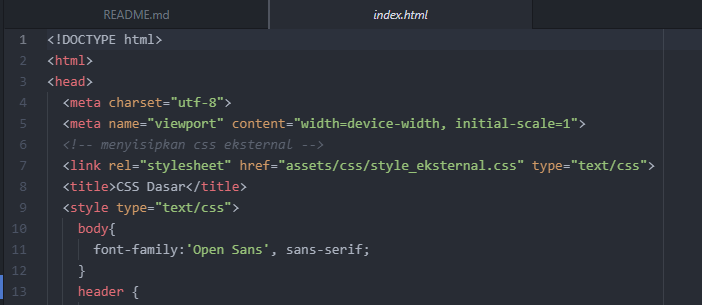 README.md index.html
1 <!DOCTYPE html>
2 <html>
3 <head>
4 <meta charset="utf-8">
5 <meta name="viewport" content="width=device-width, initial-scale=1">
6 <!-- menyisipkan css eksternal -->
7 <link rel="stylesheet" href="assets/css/style_eksternal.css" type="text/css">
8 <title>CSS Dasar</title>
9 <style type="text/css">
10 body{
11 font-family:'Open Sans', sans-serif;
12 }
13 header {